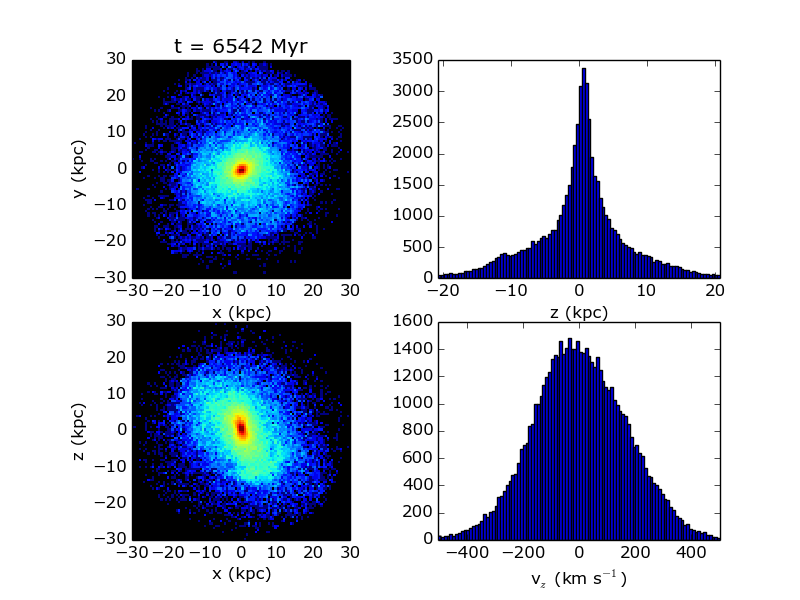 t = 6542 Myr
30
20
10
0
−10
−20
−30
y (kpc)
−30 −20 −10 0 10 20 30
x (kpc)
3500
3000
2500
2000
1500
1000
500
0
−20 −10 0 10 20
z (kpc)
30
20
10
0
−10
−20
−30
z (kpc)
−30 −20 −10 0 10 20 30
x (kpc)
1600
1400
1200
1000
800
600
400
200
0
−400 −200 0 200 400
v_z (km s^−1)